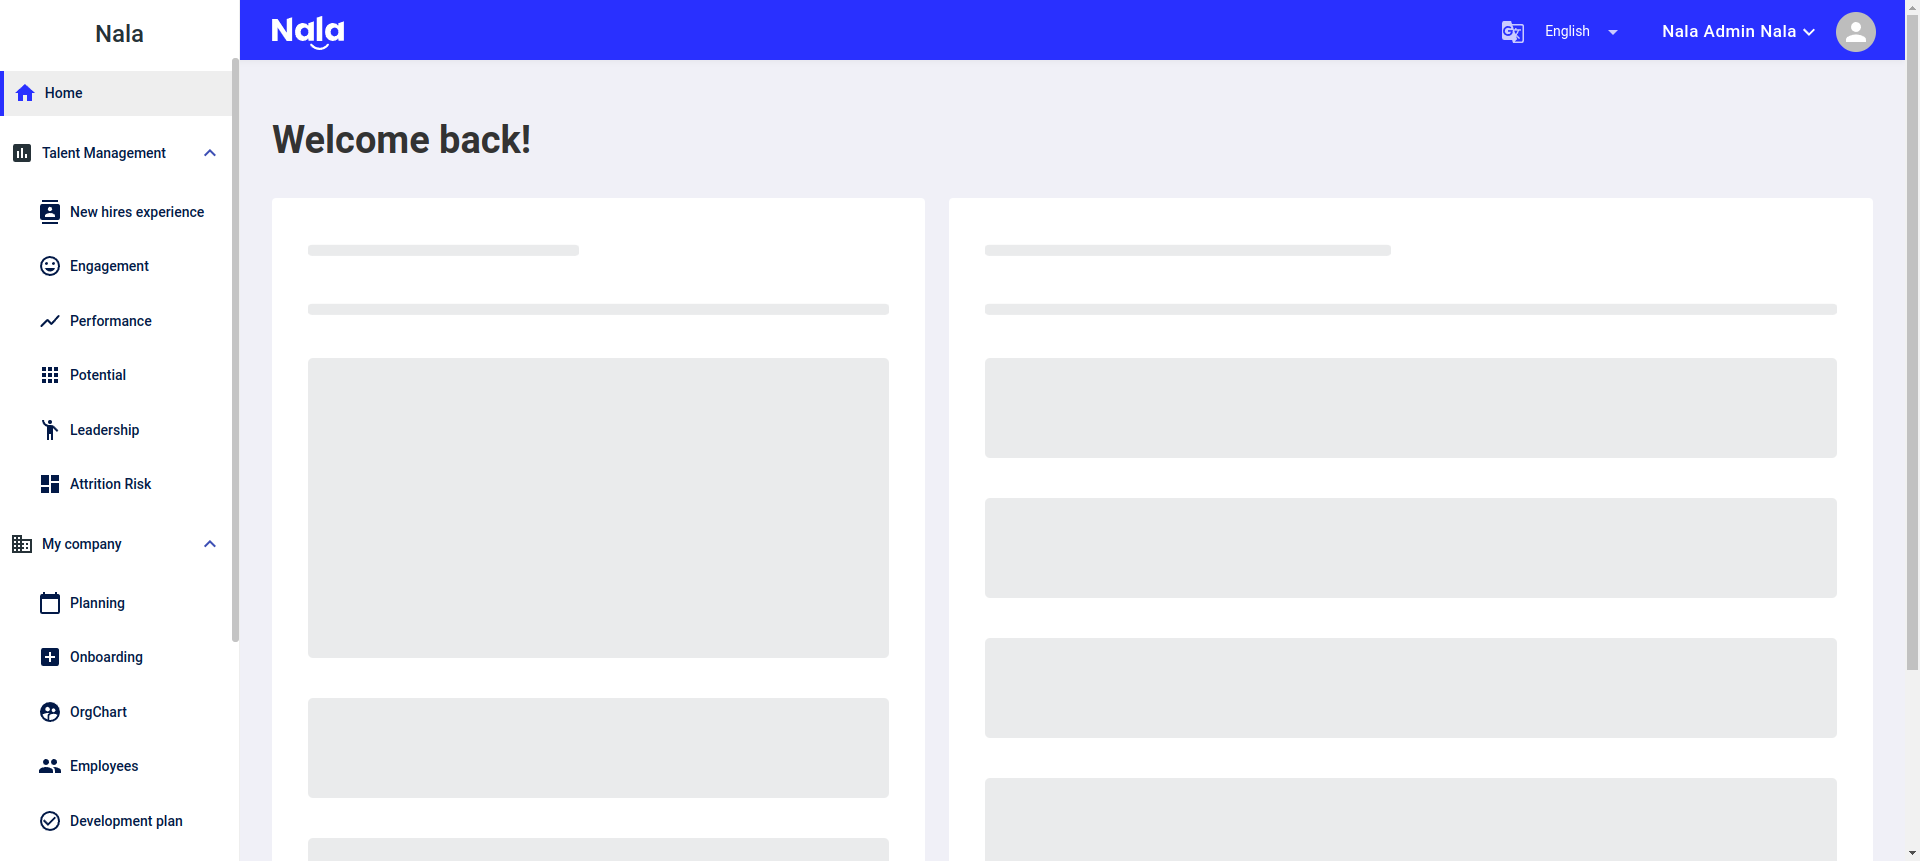 Nala
Nala
English
Nala Admin Nala
Home
Talent Management
New hires experience
Engagement
Performance
Potential
Leadership
Attrition Risk
My company
Planning
Onboarding
OrgChart
Employees
Development plan
Welcome back!